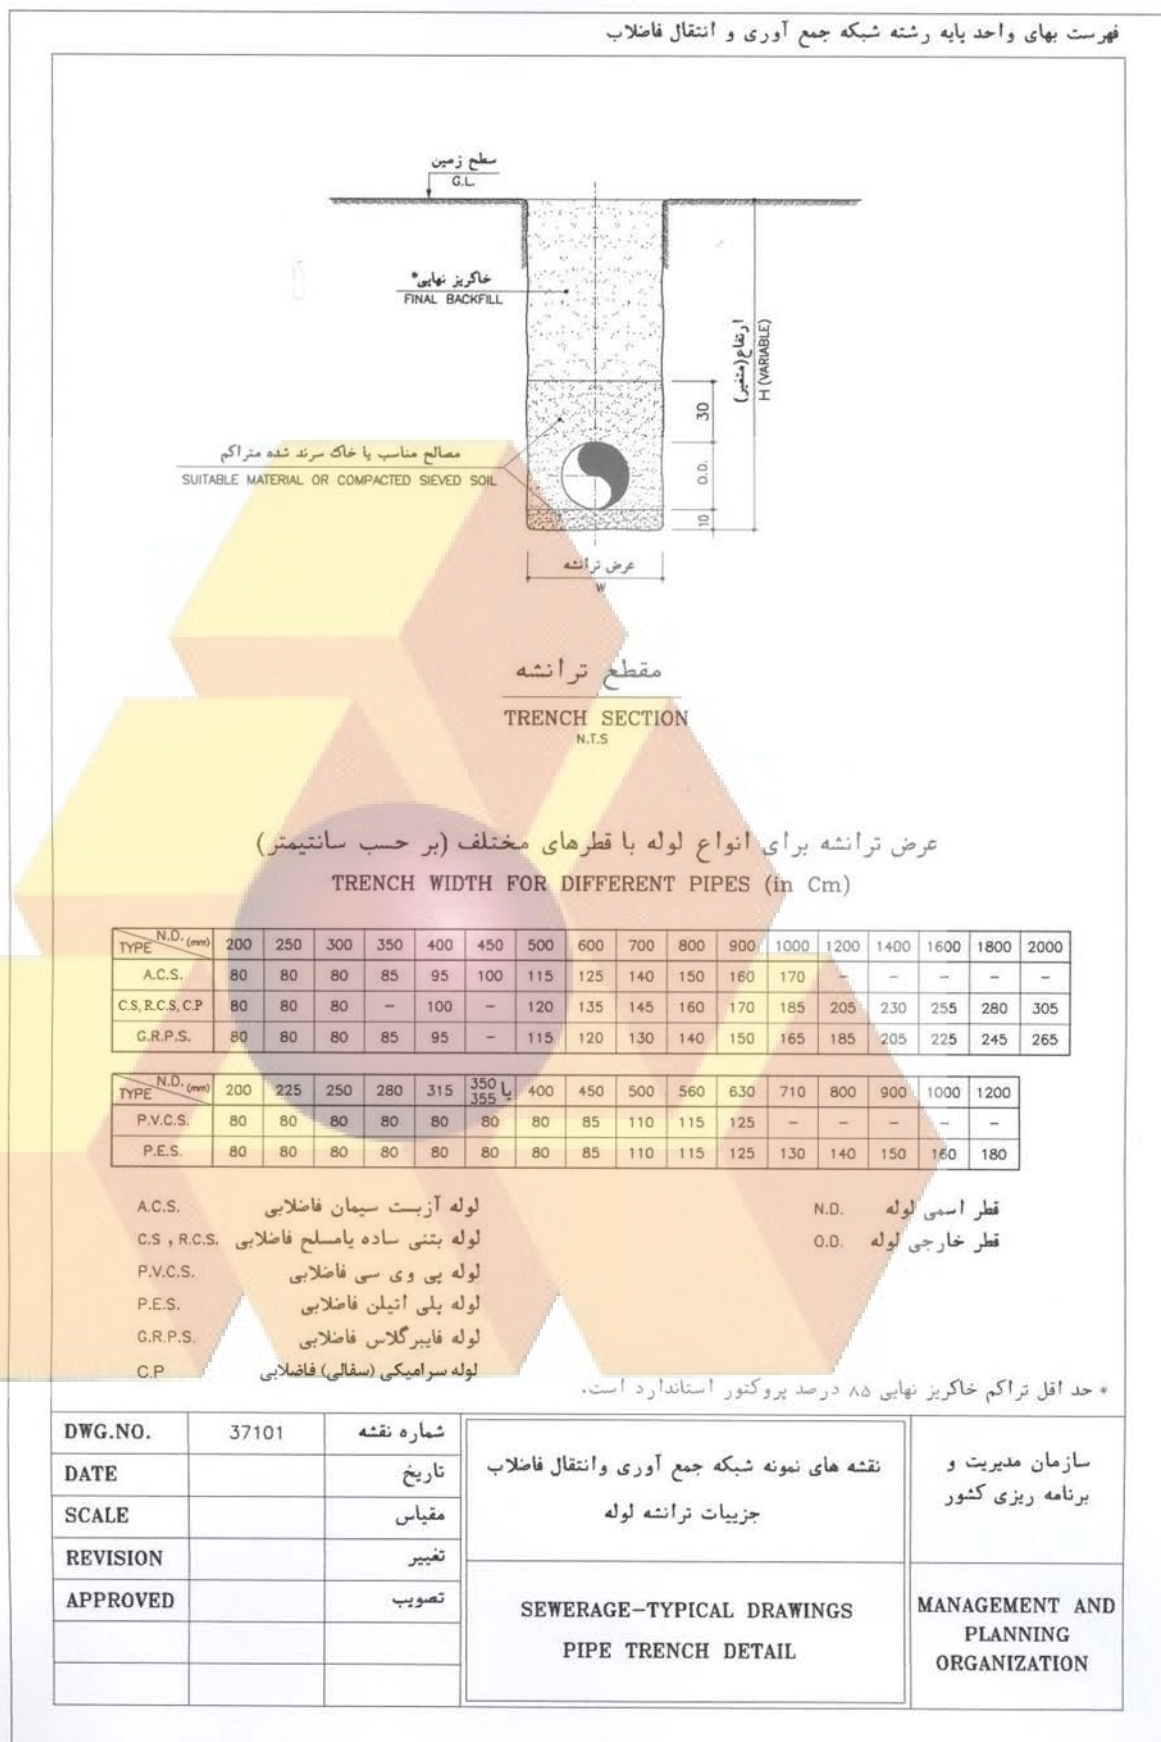 فهرست بهای واحد پایه رشته شبکه جمع آوری و انتقال فاضلاب
سطح زمین
G.L.
خاکریز نهایی*
FINAL BACKFILL
ارتفاع(متغیر)
H (VARIABLE)
30
O.D.
10
مصالح مناسب یا خاک سرند شده متراکم
SUITABLE MATERIAL OR COMPACTED SIEVED SOIL
عرض ترانشه
W
مقطع ترانشه
TRENCH SECTION
N.T.S
عرض ترانشه برای انواع لوله با قطرهای مختلف (بر حسب سانتیمتر)
TRENCH WIDTH FOR DIFFERENT PIPES (in Cm)
TYPE N.D. (mm) 200 250 300 350 400 450 500 600 700 800 900 1000 1200 1400 1600 1800 2000
A.C.S. 80 80 80 85 95 100 115 125 140 150 160 170 - - - - -
C.S, R.C.S, C.P 80 80 80 - 100 - 120 135 145 160 170 185 205 230 255 280 305
G.R.P.S. 80 80 80 85 95 - 115 120 130 140 150 165 185 205 225 245 265
TYPE N.D. (mm) 200 225 250 280 315 350 یا 355 400 450 500 560 630 710 800 900 1000 1200
P.V.C.S. 80 80 80 80 80 80 80 85 110 115 125 - - - - -
P.E.S. 80 80 80 80 80 80 80 85 110 115 125 130 140 150 160 180
A.C.S. لوله آزبست سیمان فاضلابی
C.S , R.C.S. لوله بتنی ساده یامسلح فاضلابی
P.V.C.S. لوله پی وی سی فاضلابی
P.E.S. لوله پلی اتیلن فاضلابی
G.R.P.S. لوله فایبرگلاس فاضلابی
C.P لوله سرامیکی (سفالی) فاضلابی
N.D. قطر اسمی لوله
O.D. قطر خارجی لوله
* حد اقل تراکم خاکریز نهایی ۸۵ درصد پروکتور استاندارد است.
DWG.NO. 37101 شماره نقشه
DATE تاریخ
SCALE مقیاس
REVISION تغییر
APPROVED تصویب
نقشه های نمونه شبکه جمع آوری وانتقال فاضلاب
جزییات ترانشه لوله
SEWERAGE-TYPICAL DRAWINGS
PIPE TRENCH DETAIL
سازمان مدیریت و
برنامه ریزی کشور
MANAGEMENT AND
PLANNING
ORGANIZATION